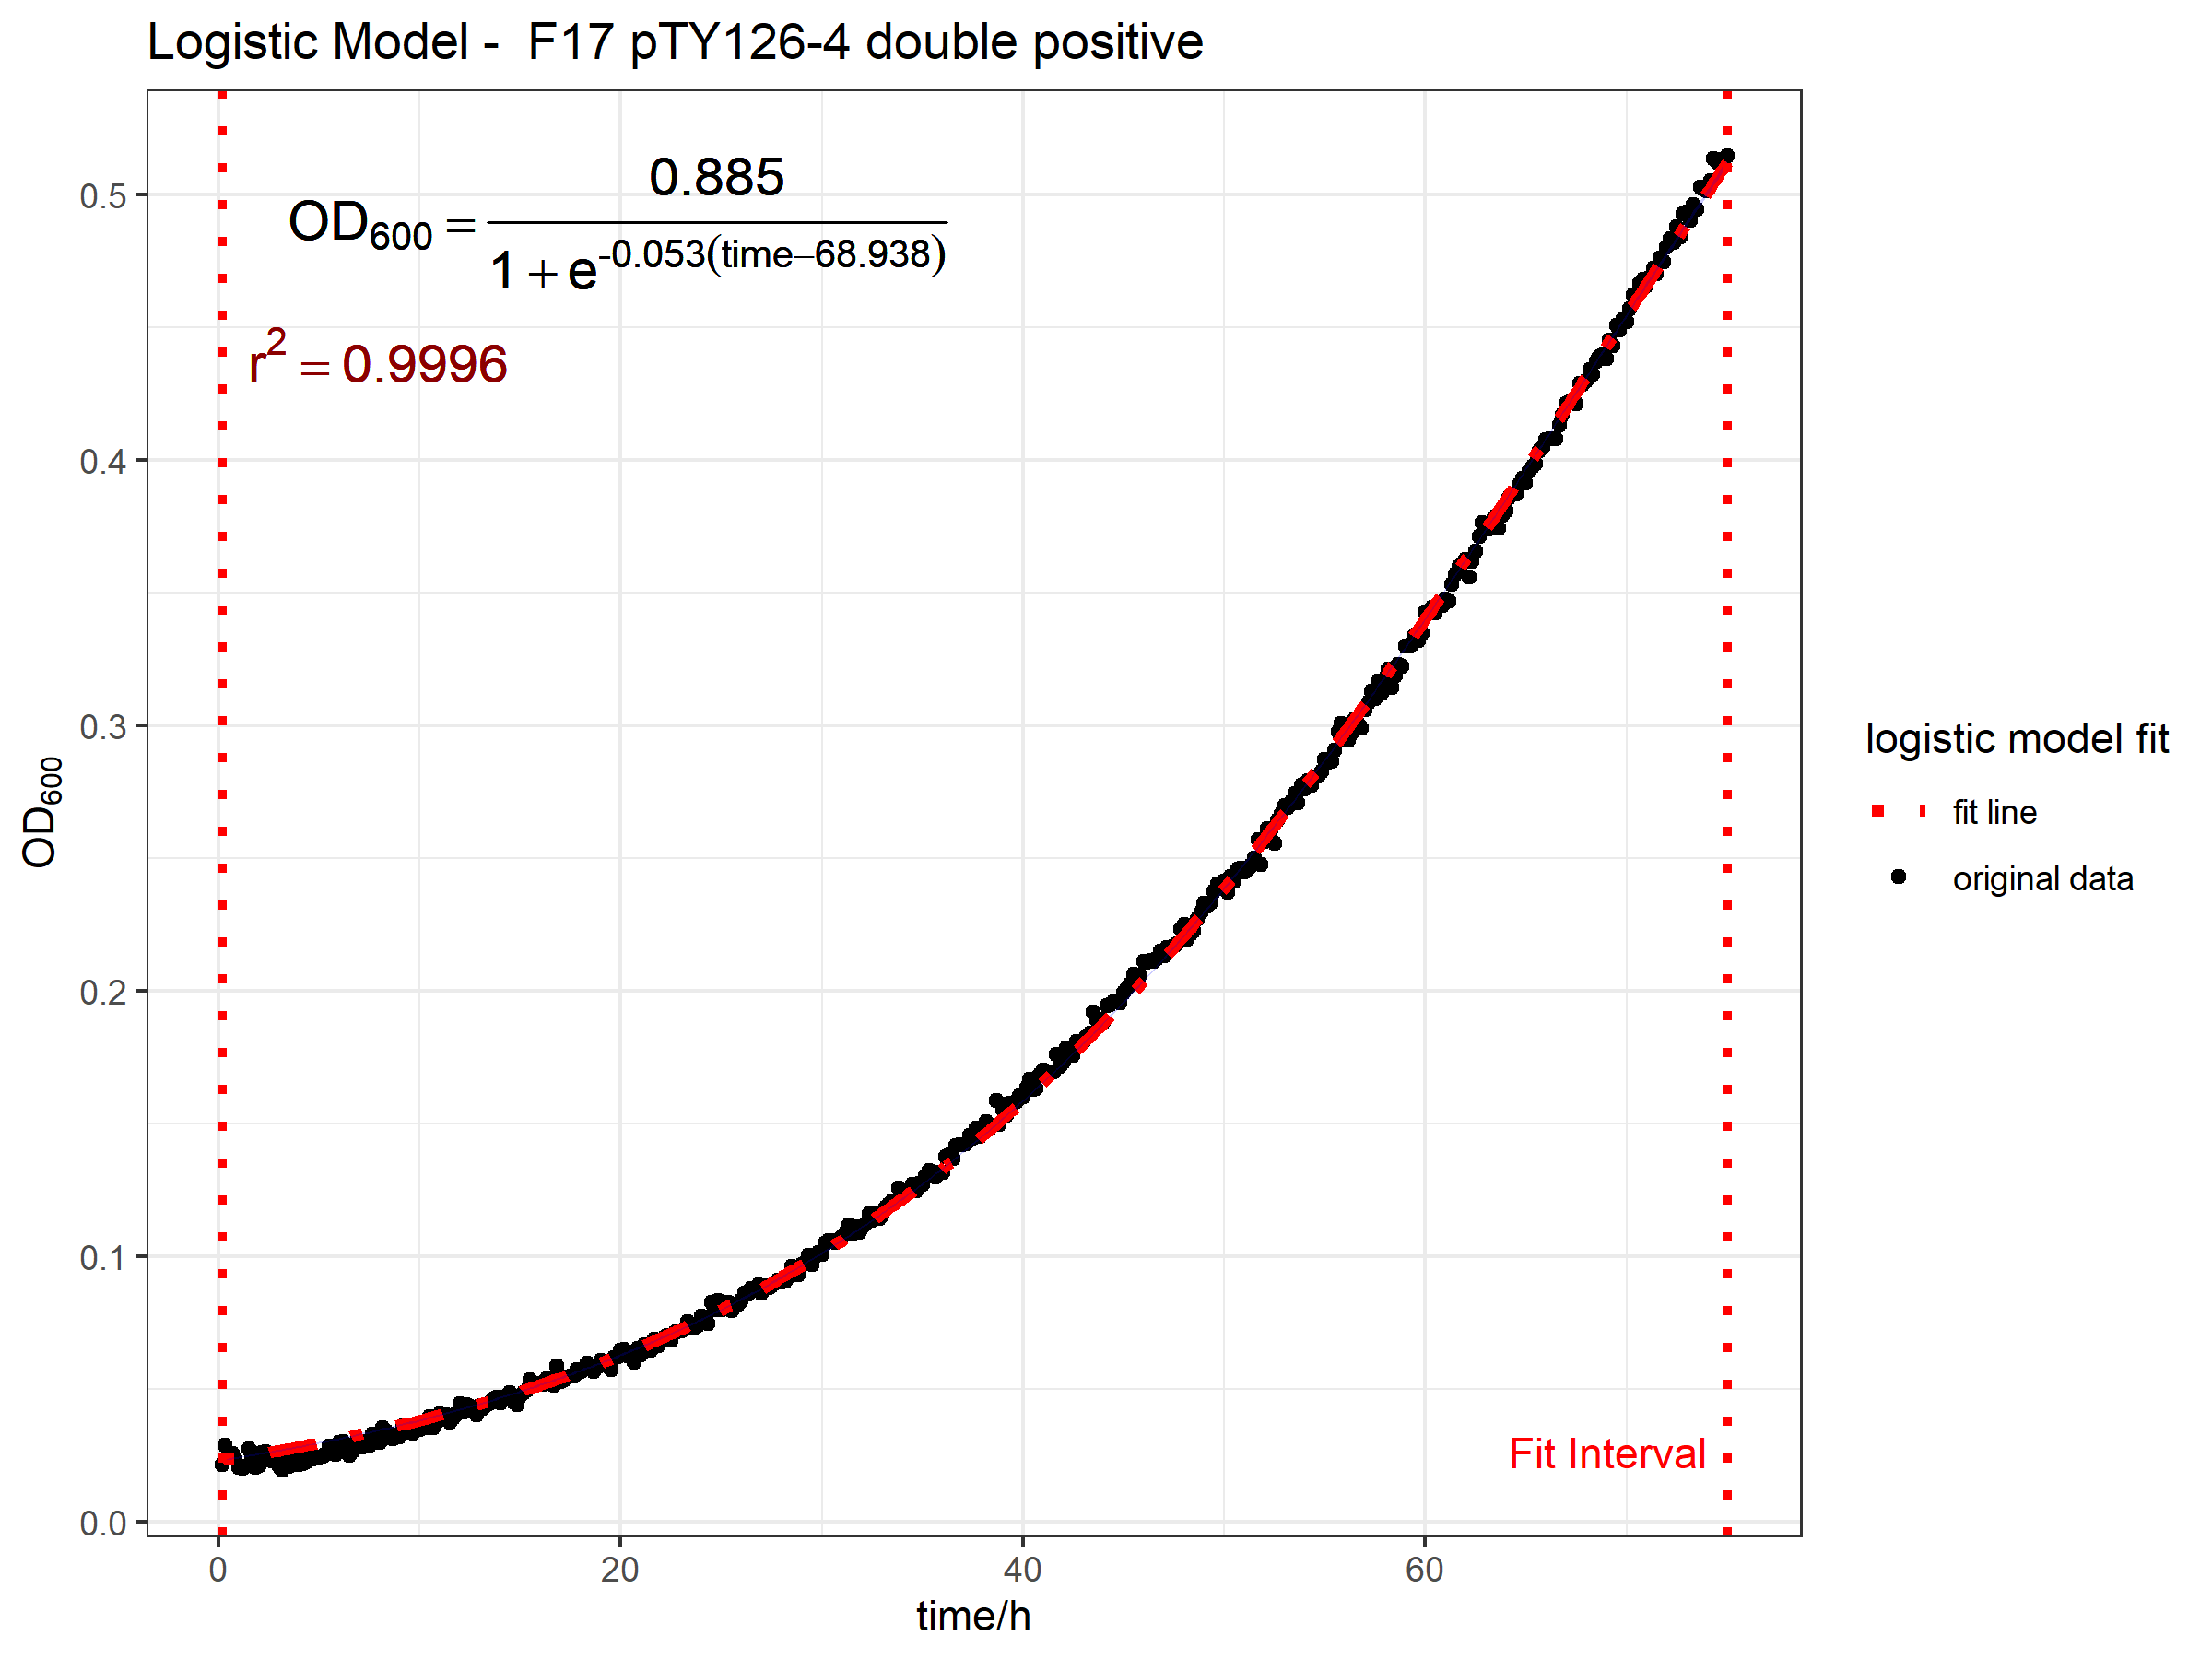 Logistic Model -  F17 pTY126-4 double positive
OD600 = 0.885 / 1 + e^-0.053(time−68.938)
r² = 0.9996
0.5
0.4
0.3
0.2
0.1
0.0
OD600
0 20 40 60
time/h
Fit Interval
logistic model fit
fit line
original data